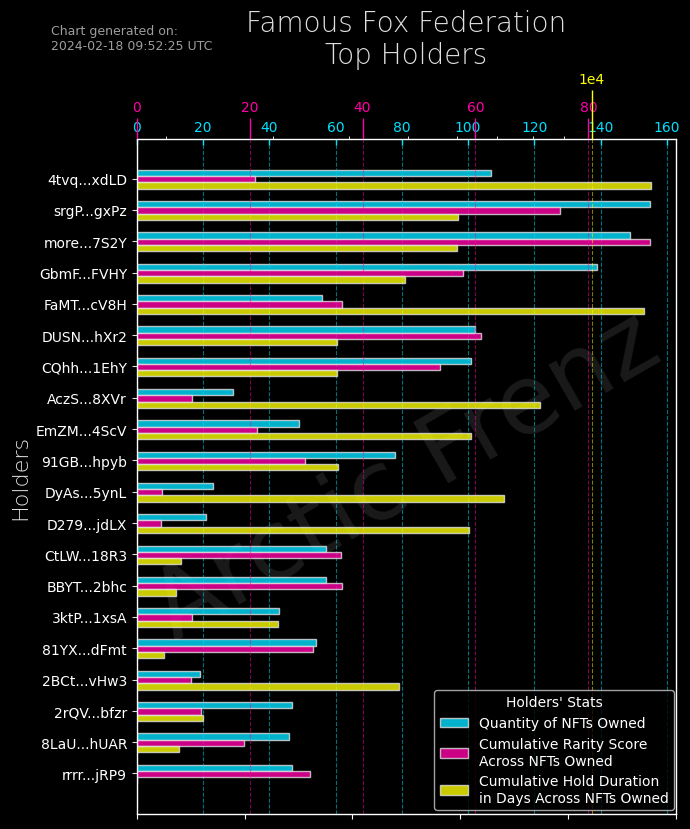 Chart generated on:
2024-02-18 09:52:25 UTC
Famous Fox Federation
Top Holders
1e4
0 20 40 60 80
0 20 40 60 80 100 120 140 160
4tvq...xdLD
srgP...gxPz
more...7S2Y
GbmF...FVHY
FaMT...cV8H
DUSN...hXr2
CQhh...1EhY
AczS...8XVr
EmZM...4ScV
91GB...hpyb
DyAs...5ynL
D279...jdLX
CtLW...18R3
BBYT...2bhc
3ktP...1xsA
81YX...dFmt
2BCt...vHw3
2rQV...bfzr
8LaU...hUAR
rrrr...jRP9
Holders
Arctic Frenz
Holders' Stats
Quantity of NFTs Owned
Cumulative Rarity Score
Across NFTs Owned
Cumulative Hold Duration
in Days Across NFTs Owned